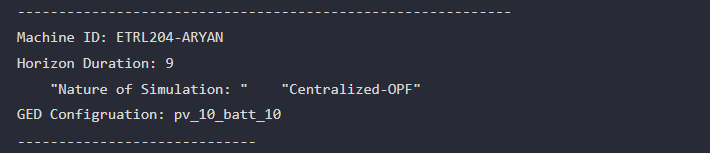 ------------------------------------------------------------
Machine ID: ETRL204-ARYAN
Horizon Duration: 9
    "Nature of Simulation: "    "Centralized-OPF"
GED Configruation: pv_10_batt_10
-----------------------------